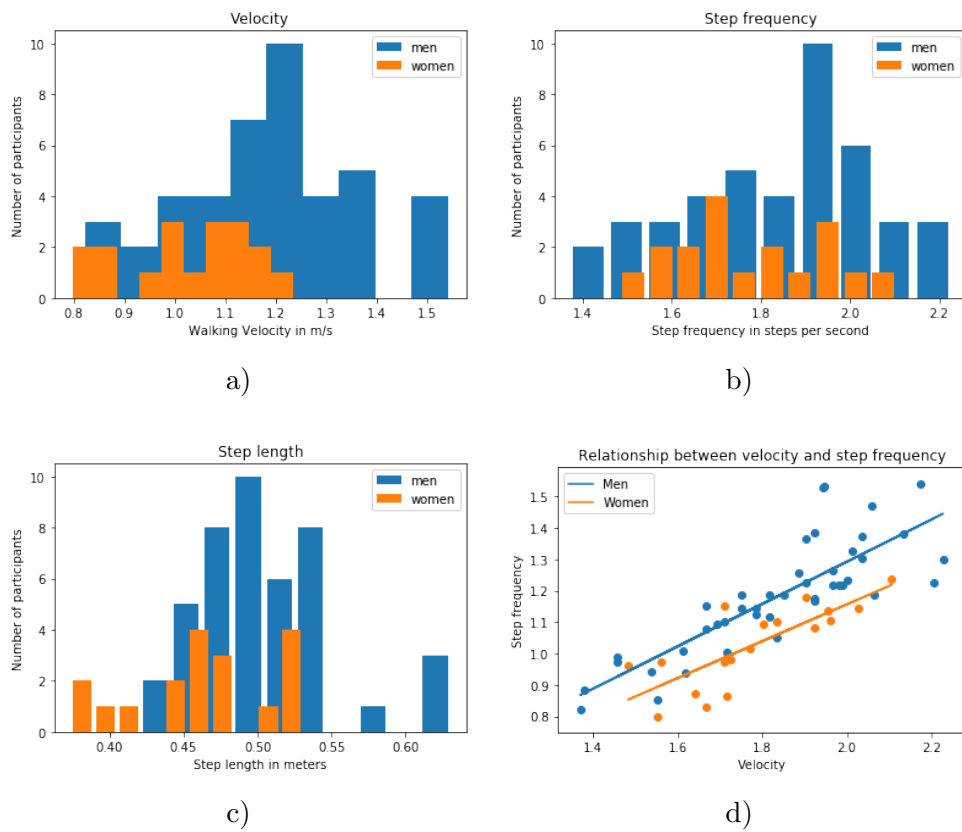 Velocity
men
women
10
8
6
4
2
0
Number of participants
0.8 0.9 1.0 1.1 1.2 1.3 1.4 1.5
Walking Velocity in m/s
a)
Step frequency
men
women
10
8
6
4
2
0
Number of participants
1.4 1.6 1.8 2.0 2.2
Step frequency in steps per second
b)
Step length
men
women
10
8
6
4
2
0
Number of participants
0.40 0.45 0.50 0.55 0.60
Step length in meters
c)
Relationship between velocity and step frequency
Men
Women
1.5
1.4
1.3
1.2
1.1
1.0
0.9
0.8
Step frequency
1.4 1.6 1.8 2.0 2.2
Velocity
d)